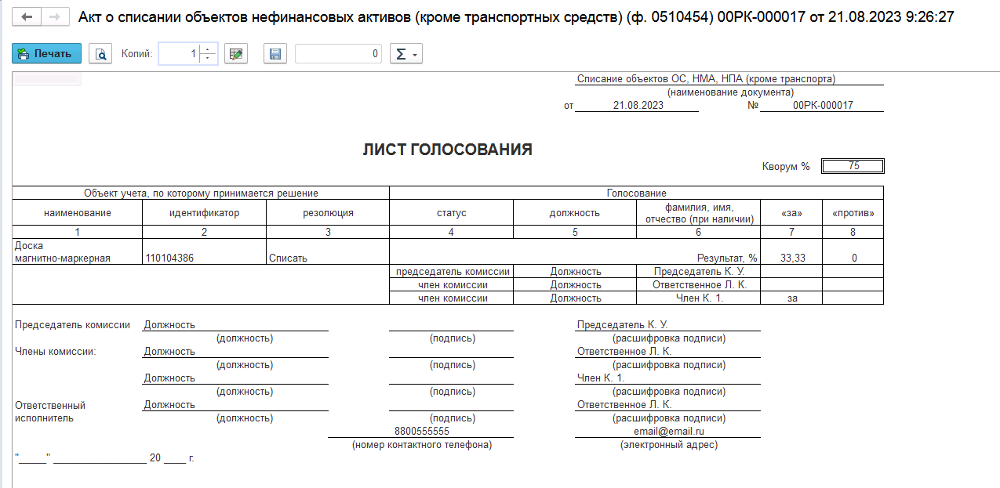 Акт о списании объектов нефинансовых активов (кроме транспортных средств) (ф. 0510454) 00РК-000017 от 21.08.2023 9:26:27
Печать Копий: 1 0 Σ
Списание объектов ОС, НМА, НПА (кроме транспорта)
(наименование документа)
от 21.08.2023 № 00РК-000017
ЛИСТ ГОЛОСОВАНИЯ
Кворум % 75
Объект учета, по которому принимается решение Голосование
наименование идентификатор резолюция статус должность фамилия, имя, отчество (при наличии) «за» «против»
1 2 3 4 5 6 7 8
Доска
магнитно-маркерная 110104386 Списать Результат, % 33,33 0
председатель комиссии Должность Председатель К. У.
член комиссии Должность Ответственное Л. К.
член комиссии Должность Член К. 1. за
Председатель комиссии Должность Председатель К. У.
(должность) (подпись) (расшифровка подписи)
Члены комиссии: Должность Ответственное Л. К.
(должность) (подпись) (расшифровка подписи)
Должность Член К. 1.
(должность) (подпись) (расшифровка подписи)
Ответственный Должность Ответственное Л. К.
исполнитель (должность) (подпись) (расшифровка подписи)
8800555555 email@email.ru
(номер контактного телефона) (электронный адрес)
"_____" _________________ 20 ____ г.